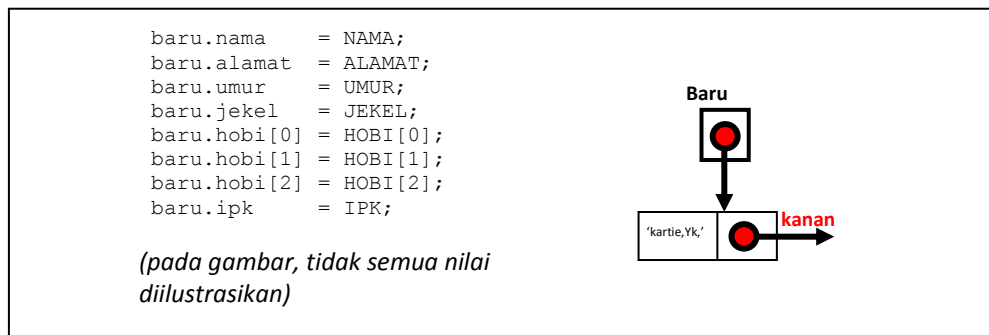 baru.nama    = NAMA;
baru.alamat  = ALAMAT;
baru.umur    = UMUR;
baru.jekel   = JEKEL;
baru.hobi[0] = HOBI[0];
baru.hobi[1] = HOBI[1];
baru.hobi[2] = HOBI[2];
baru.ipk     = IPK;
(pada gambar, tidak semua nilai
diilustrasikan)
Baru
kanan
‘kartie,Yk,’